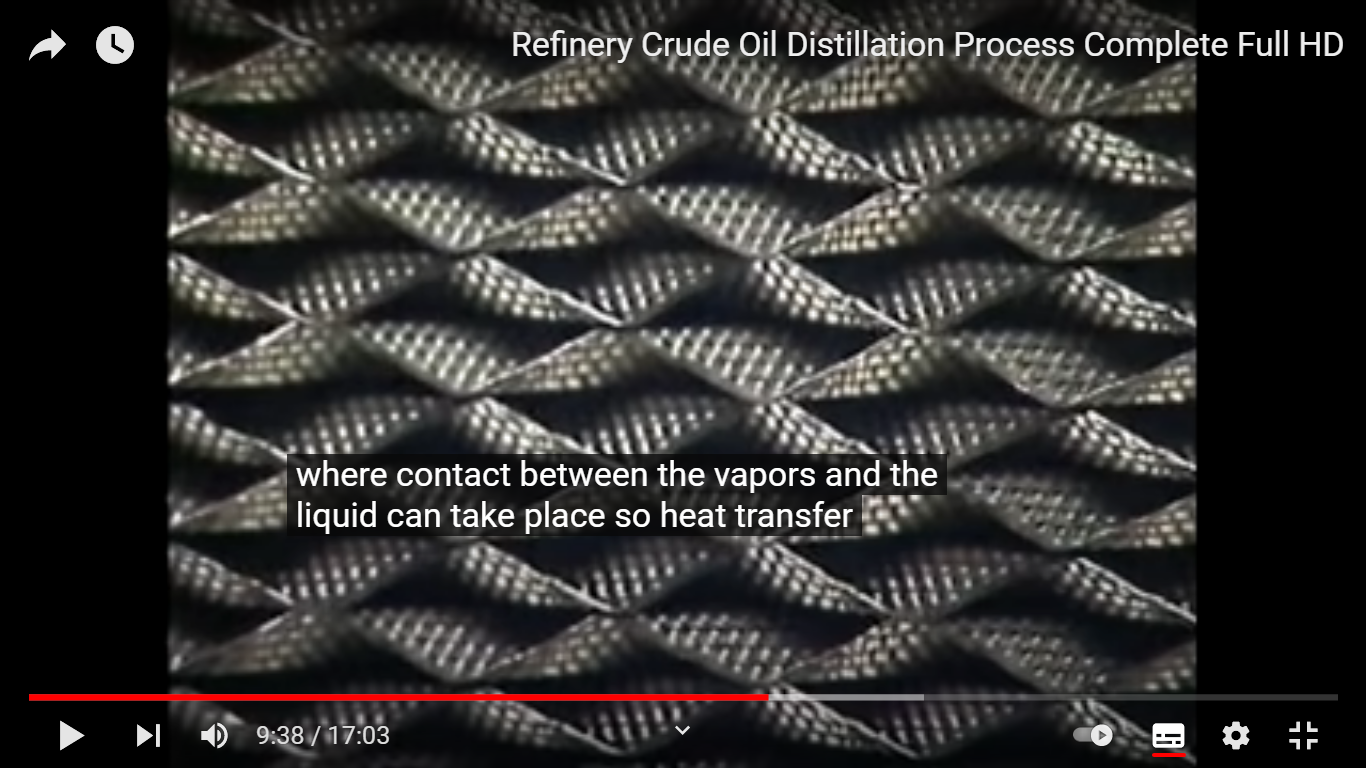 Refinery Crude Oil Distillation Process Complete Full HD
where contact between the vapors and the
liquid can take place so heat transfer
9:38 / 17:03